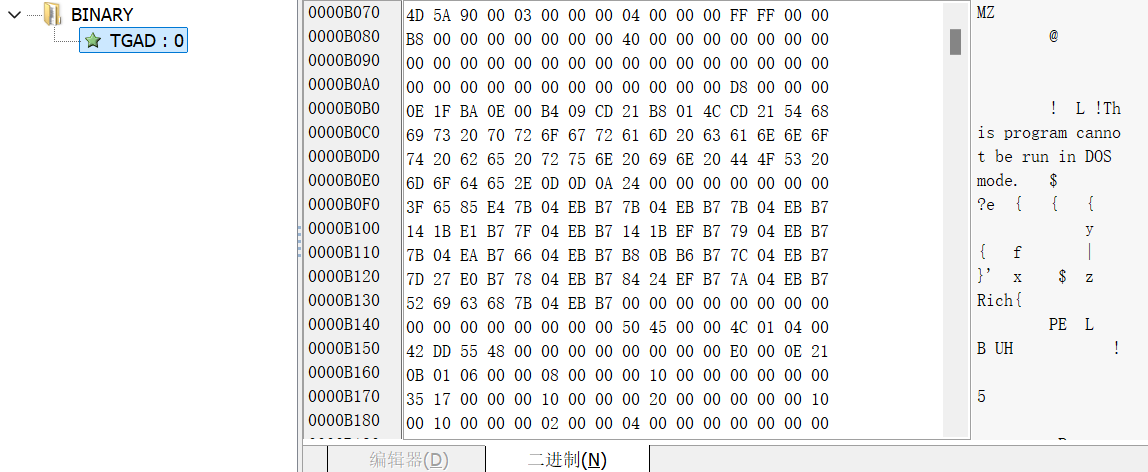 BINARY
TGAD : 0
0000B070 4D 5A 90 00 03 00 00 00 04 00 00 00 FF FF 00 00 MZ
0000B080 B8 00 00 00 00 00 00 00 40 00 00 00 00 00 00 00 @
0000B090 00 00 00 00 00 00 00 00 00 00 00 00 00 00 00 00
0000B0A0 00 00 00 00 00 00 00 00 00 00 00 00 D8 00 00 00
0000B0B0 0E 1F BA 0E 00 B4 09 CD 21 B8 01 4C CD 21 54 68 ! L !Th
0000B0C0 69 73 20 70 72 6F 67 72 61 6D 20 63 61 6E 6E 6F is program canno
0000B0D0 74 20 62 65 20 72 75 6E 20 69 6E 20 44 4F 53 20 t be run in DOS
0000B0E0 6D 6F 64 65 2E 0D 0D 0A 24 00 00 00 00 00 00 00 mode. $
0000B0F0 3F 65 85 E4 7B 04 EB B7 7B 04 EB B7 7B 04 EB B7 ?e { { {
0000B100 14 1B E1 B7 7F 04 EB B7 14 1B EF B7 79 04 EB B7 y
0000B110 7B 04 EA B7 66 04 EB B7 B8 0B B6 B7 7C 04 EB B7 { f |
0000B120 7D 27 E0 B7 78 04 EB B7 84 24 EF B7 7A 04 EB B7 }' x $ z
0000B130 52 69 63 68 7B 04 EB B7 00 00 00 00 00 00 00 00 Rich{
0000B140 00 00 00 00 00 00 00 00 50 45 00 00 4C 01 04 00 PE L
0000B150 42 DD 55 48 00 00 00 00 00 00 00 00 E0 00 0E 21 B UH !
0000B160 0B 01 06 00 00 08 00 00 00 10 00 00 00 00 00 00
0000B170 35 17 00 00 00 10 00 00 00 20 00 00 00 00 00 10 5
0000B180 00 10 00 00 00 02 00 00 04 00 00 00 00 00 00 00
编辑器(D) 二进制(N)